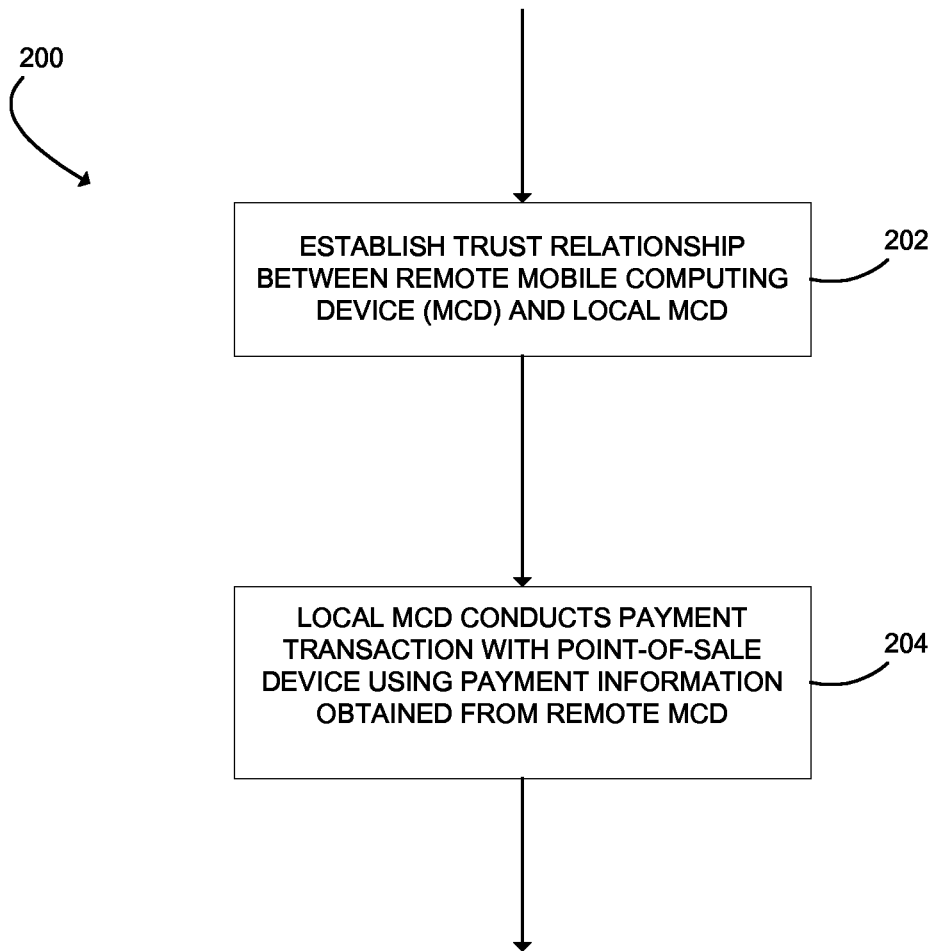 200
ESTABLISH TRUST RELATIONSHIP
BETWEEN REMOTE MOBILE COMPUTING
DEVICE (MCD) AND LOCAL MCD
202
LOCAL MCD CONDUCTS PAYMENT
TRANSACTION WITH POINT-OF-SALE
DEVICE USING PAYMENT INFORMATION
OBTAINED FROM REMOTE MCD
204